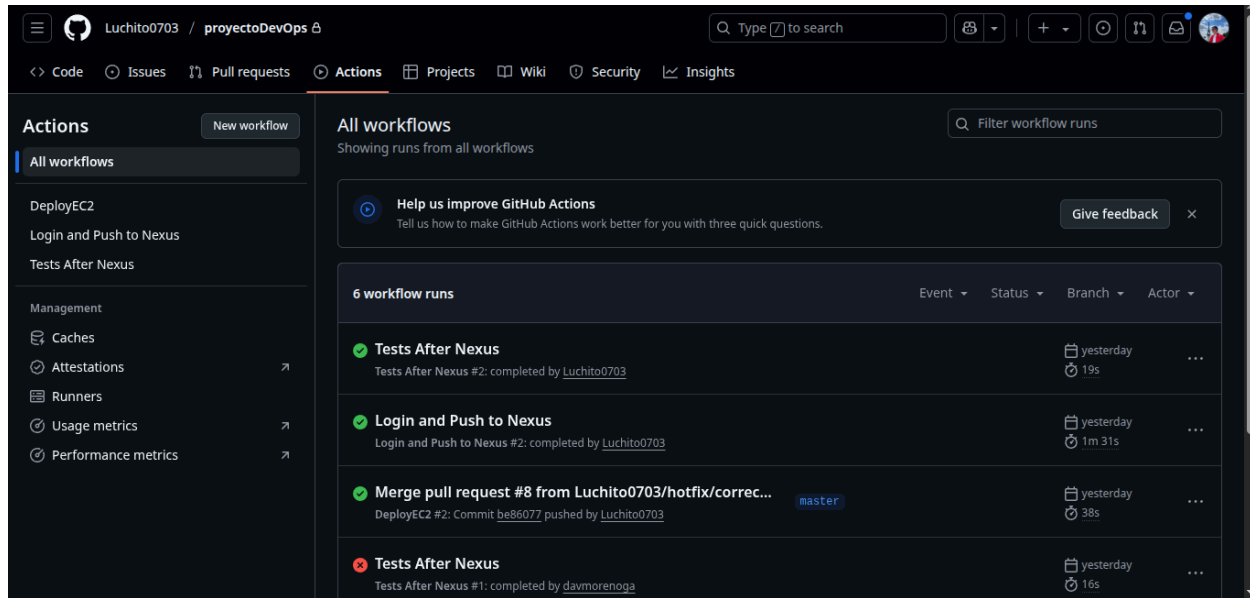 Luchito0703 / proyectoDevOps
Type / to search
Code
Issues
Pull requests
Actions
Projects
Wiki
Security
Insights
Actions
New workflow
All workflows
DeployEC2
Login and Push to Nexus
Tests After Nexus
Management
Caches
Attestations
Runners
Usage metrics
Performance metrics
All workflows
Showing runs from all workflows
Filter workflow runs
Help us improve GitHub Actions
Tell us how to make GitHub Actions work better for you with three quick questions.
Give feedback
6 workflow runs
Event
Status
Branch
Actor
Tests After Nexus
Tests After Nexus #2: completed by Luchito0703
yesterday
19s
Login and Push to Nexus
Login and Push to Nexus #2: completed by Luchito0703
yesterday
1m 31s
Merge pull request #8 from Luchito0703/hotfix/correc...
master
DeployEC2 #2: Commit be86077 pushed by Luchito0703
yesterday
38s
Tests After Nexus
Tests After Nexus #1: completed by davmorenoga
yesterday
16s